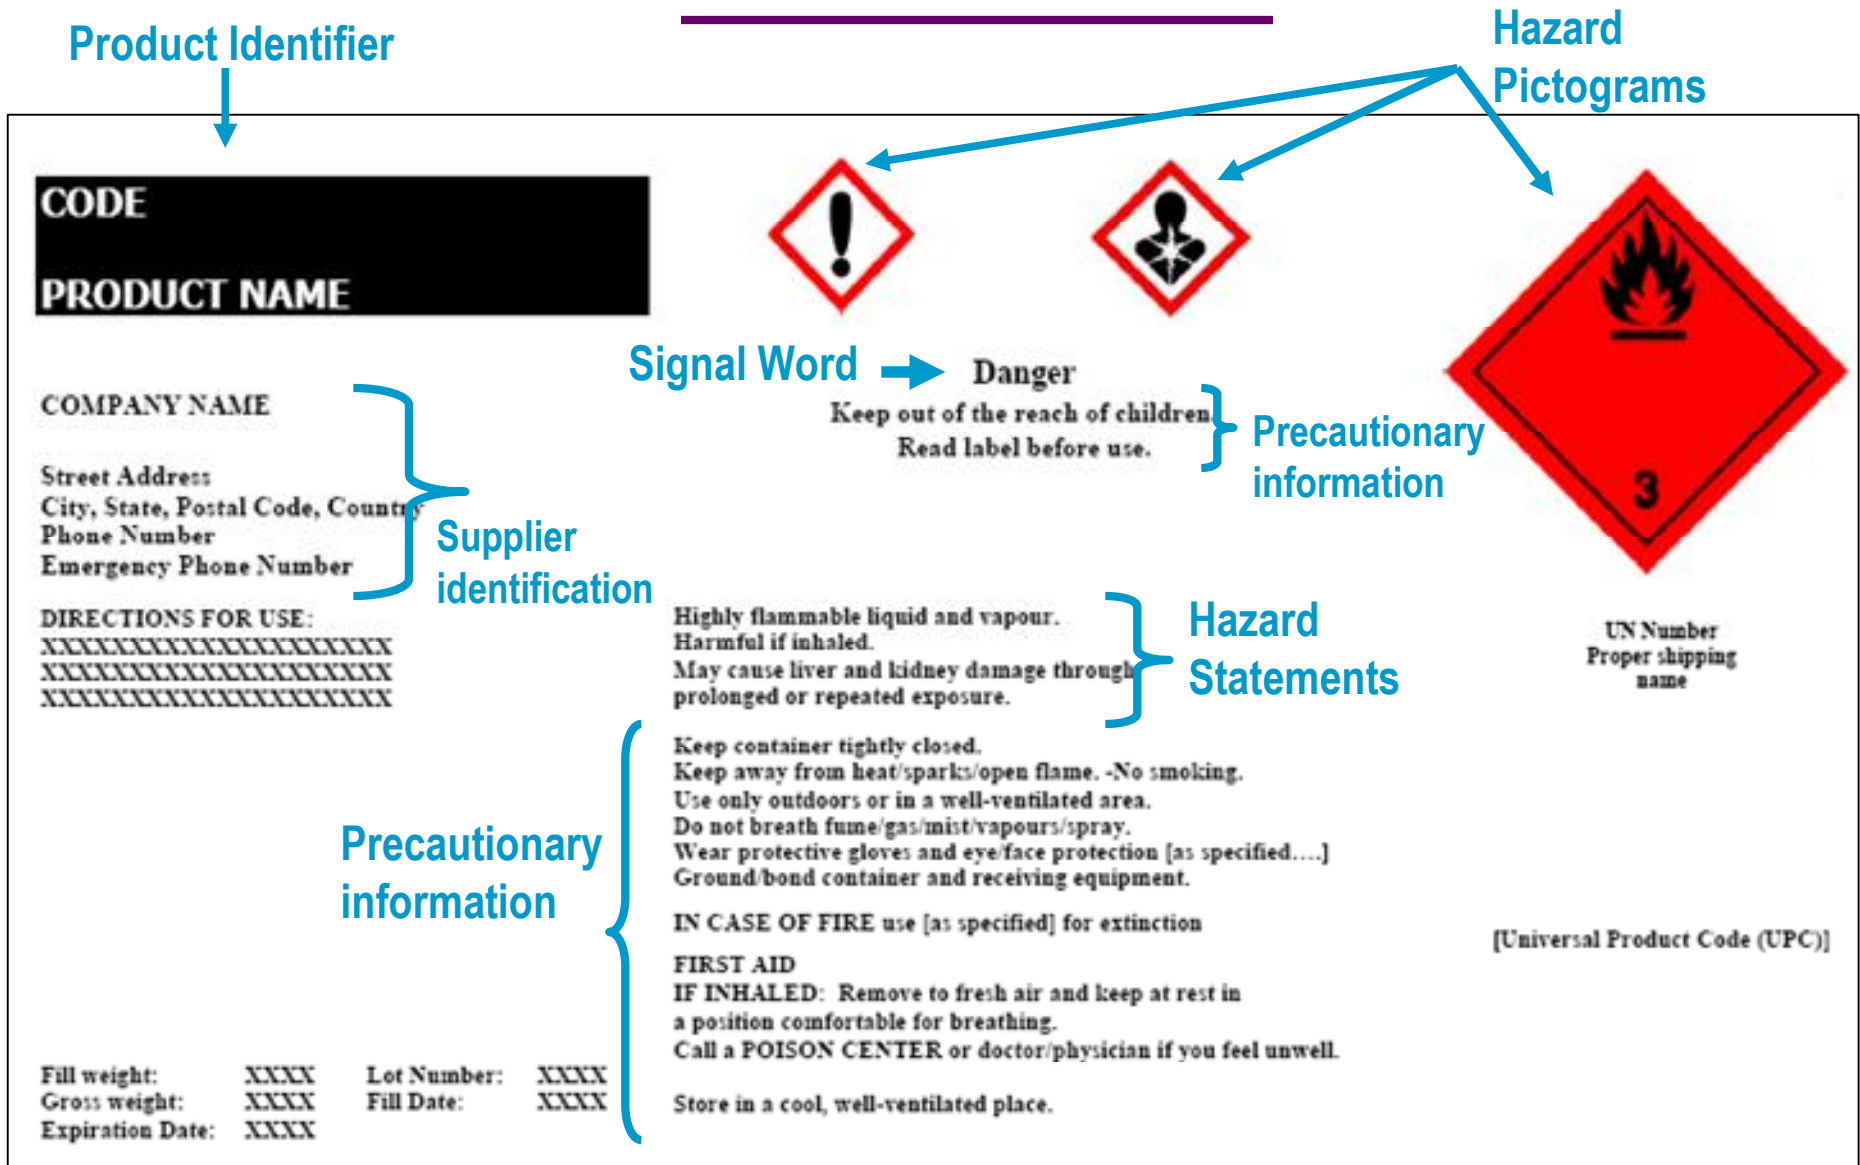 Product Identifier
Hazard
Pictograms
CODE
PRODUCT NAME
Signal Word
Danger
Keep out of the reach of children.
Read label before use.
Precautionary
information
3
COMPANY NAME
Street Address
City, State, Postal Code, Country
Phone Number
Emergency Phone Number
Supplier
identification
DIRECTIONS FOR USE:
XXXXXXXXXXXXXXXXXXXX
XXXXXXXXXXXXXXXXXXXX
XXXXXXXXXXXXXXXXXXXX
Highly flammable liquid and vapour.
Harmful if inhaled.
May cause liver and kidney damage through
prolonged or repeated exposure.
Hazard
Statements
UN Number
Proper shipping
name
Precautionary
information
Keep container tightly closed.
Keep away from heat/sparks/open flame. -No smoking.
Use only outdoors or in a well-ventilated area.
Do not breath fume/gas/mist/vapours/spray.
Wear protective gloves and eye/face protection [as specified....]
Ground/bond container and receiving equipment.
IN CASE OF FIRE use [as specified] for extinction
FIRST AID
IF INHALED: Remove to fresh air and keep at rest in
a position comfortable for breathing.
Call a POISON CENTER or doctor/physician if you feel unwell.
Store in a cool, well-ventilated place.
[Universal Product Code (UPC)]
Fill weight: XXXX Lot Number: XXXX
Gross weight: XXXX Fill Date: XXXX
Expiration Date: XXXX